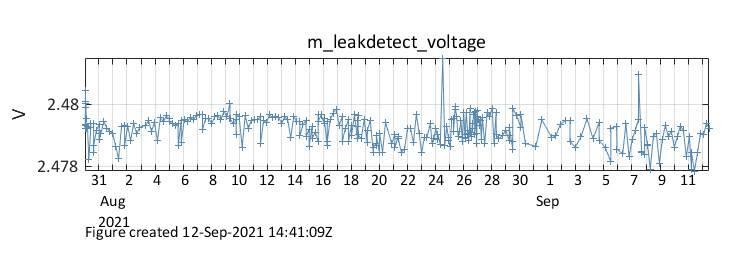 m_leakdetect_voltage
V
2.48
2.478
31 2 4 6 8 10 12 14 16 18 20 22 24 26 28 30 1 3 5 7 9 11
Aug Sep
2021
Figure created 12-Sep-2021 14:41:09Z